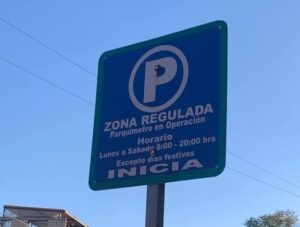 P
ZONA REGULADA
Parquímetro en Operación
Horario
Lunes a Sábado 8:00 - 20:00 hrs
Excepto días festivos
INICIA